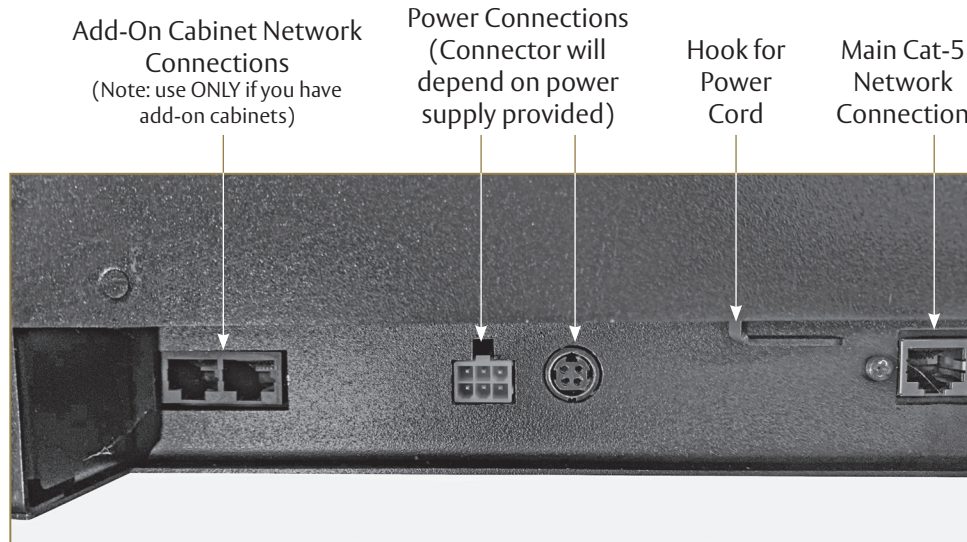 Add-On Cabinet Network
Connections
(Note: use ONLY if you have
add-on cabinets)
Power Connections
(Connector will
depend on power
supply provided)
Hook for
Power
Cord
Main Cat-5
Network
Connection